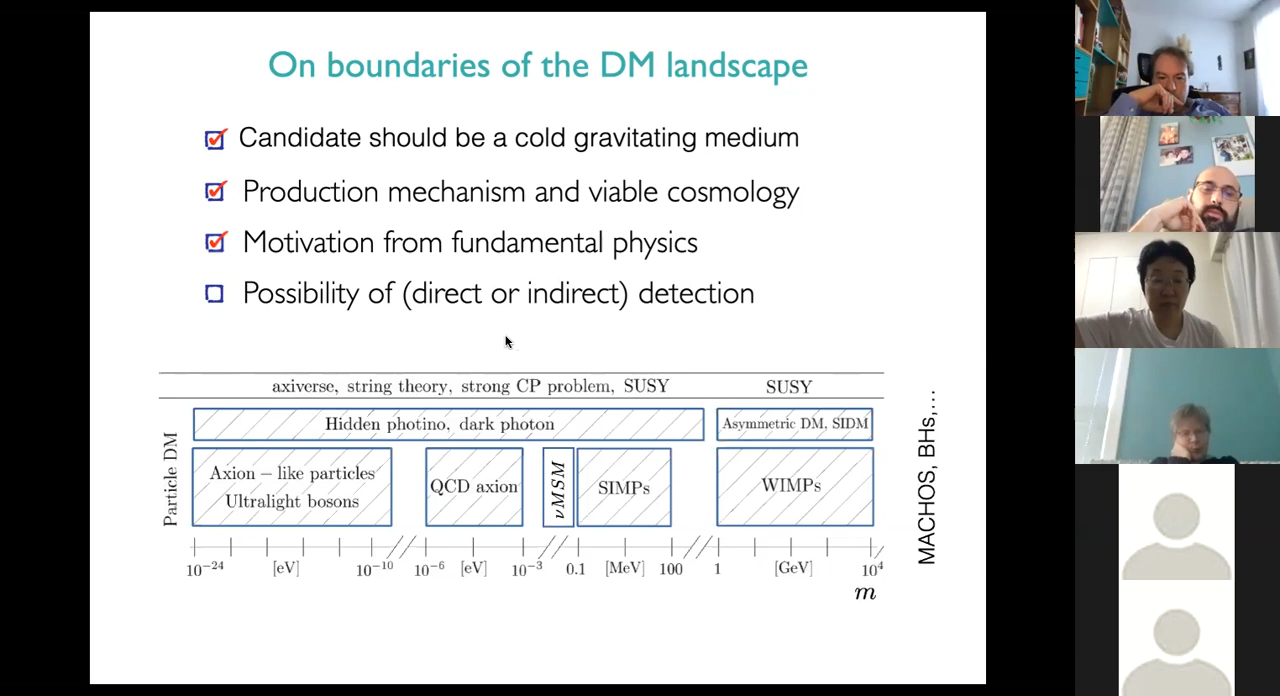 On boundaries of the DM landscape
Candidate should be a cold gravitating medium
Production mechanism and viable cosmology
Motivation from fundamental physics
Possibility of (direct or indirect) detection
axiverse, string theory, strong CP problem, SUSY SUSY
Hidden photino, dark photon Asymmetric DM, SIDM
Particle DM
Axion – like particles
Ultralight bosons
QCD axion
νMSM
SIMPs
WIMPs
MACHOS, BHs,...
10⁻²⁴ [eV] 10⁻¹⁰ 10⁻⁶ [eV] 10⁻³ 0.1 [MeV] 100 1 [GeV] 10⁴
m